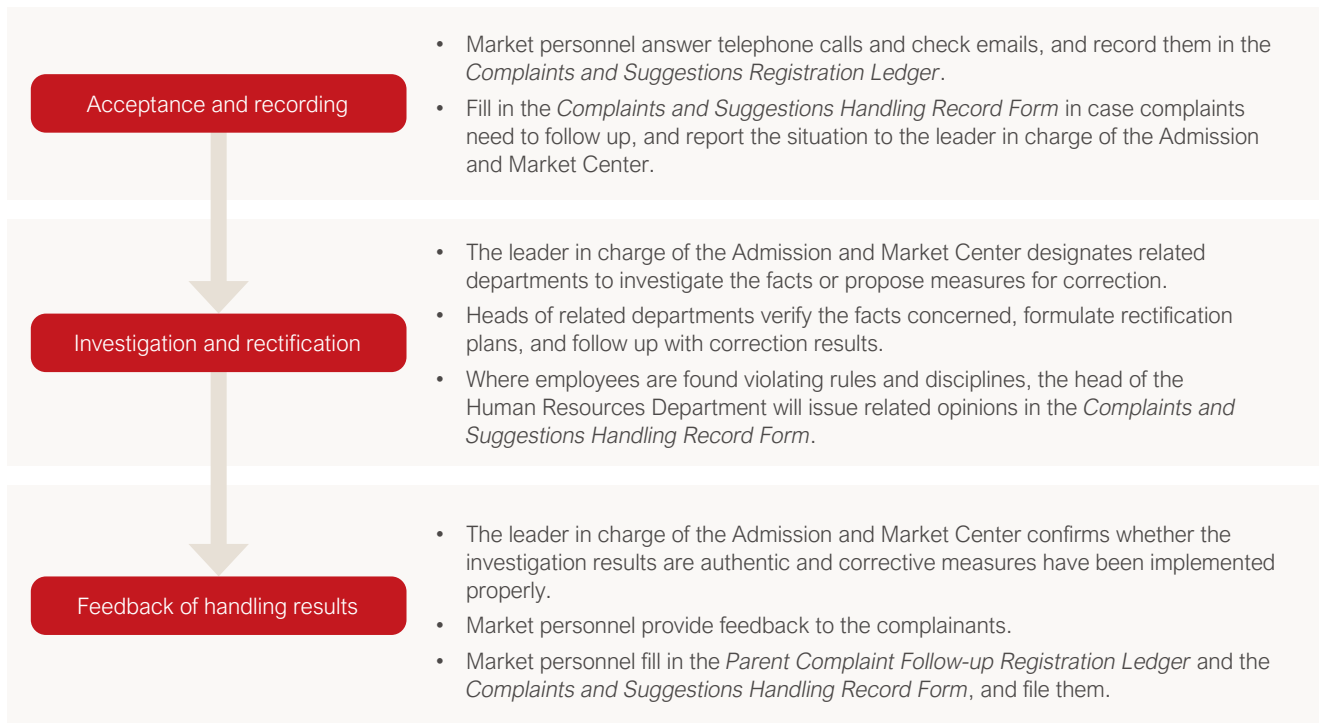 Acceptance and recording
• Market personnel answer telephone calls and check emails, and record them in the
Complaints and Suggestions Registration Ledger.
• Fill in the Complaints and Suggestions Handling Record Form in case complaints
need to follow up, and report the situation to the leader in charge of the Admission
and Market Center.
Investigation and rectification
• The leader in charge of the Admission and Market Center designates related
departments to investigate the facts or propose measures for correction.
• Heads of related departments verify the facts concerned, formulate rectification
plans, and follow up with correction results.
• Where employees are found violating rules and disciplines, the head of the
Human Resources Department will issue related opinions in the Complaints and
Suggestions Handling Record Form.
Feedback of handling results
• The leader in charge of the Admission and Market Center confirms whether the
investigation results are authentic and corrective measures have been implemented
properly.
• Market personnel provide feedback to the complainants.
• Market personnel fill in the Parent Complaint Follow-up Registration Ledger and the
Complaints and Suggestions Handling Record Form, and file them.